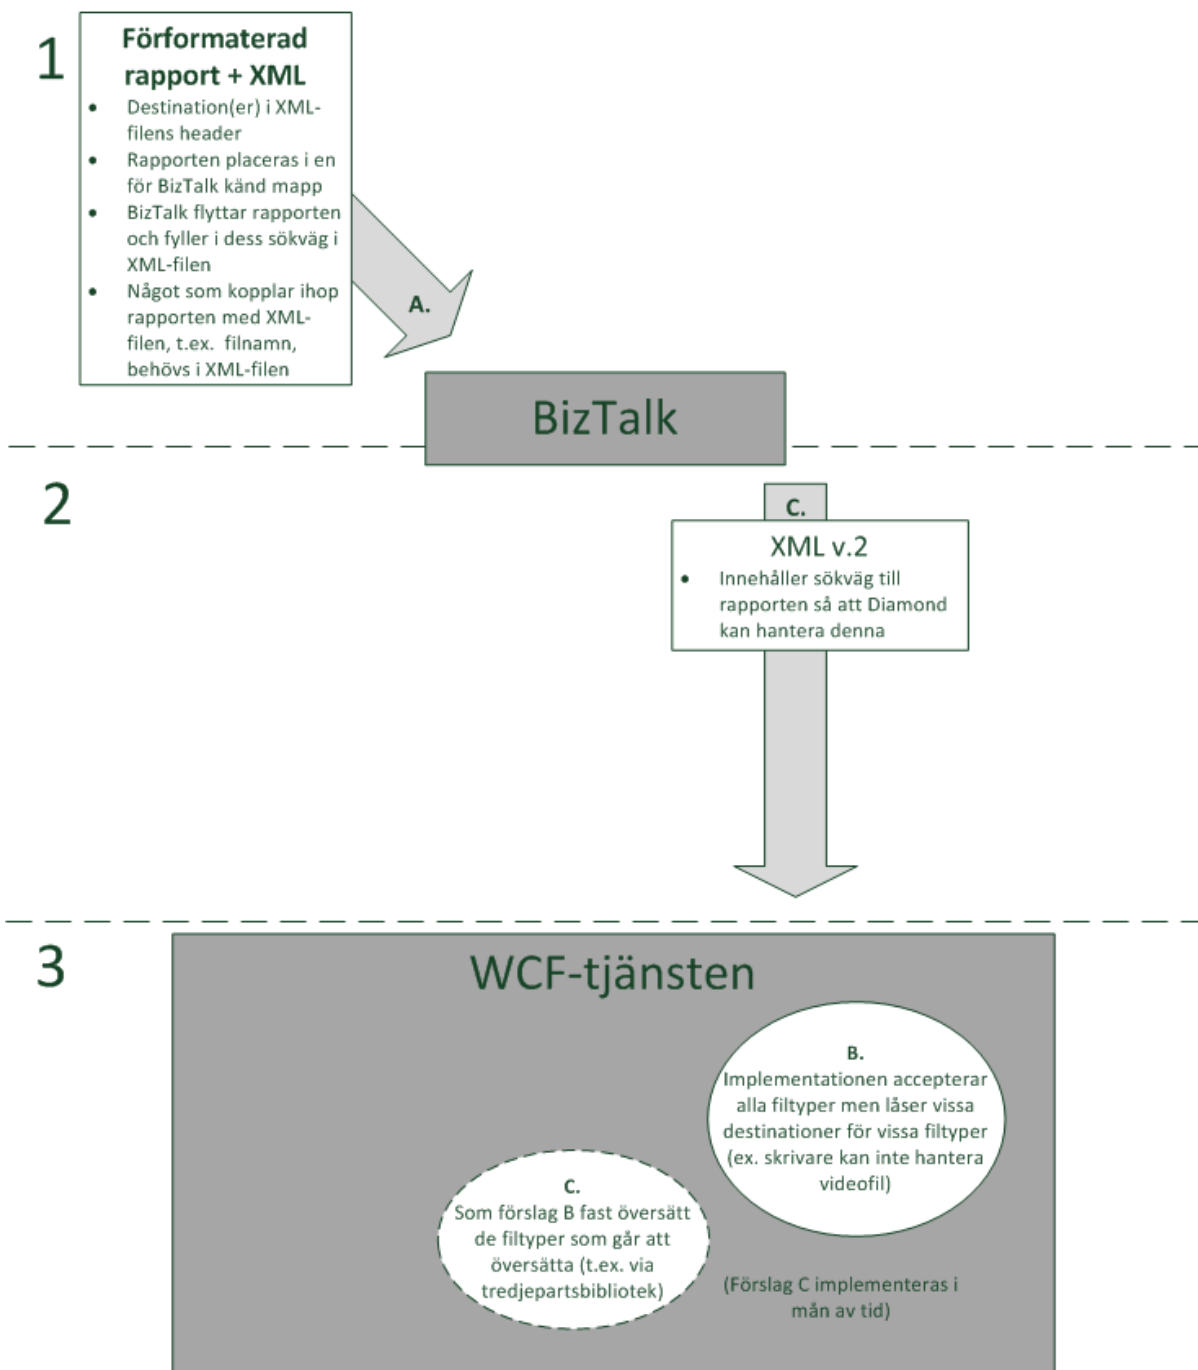 1
Förformaterad
rapport + XML
• Destination(er) i XML-
filens header
• Rapporten placeras i en
för BizTalk känd mapp
• BizTalk flyttar rapporten
och fyller i dess sökväg i
XML-filen
• Något som kopplar ihop
rapporten med XML-
filen, t.ex. filnamn,
behövs i XML-filen
A.
BizTalk
2
C.
XML v.2
• Innehåller sökväg till
rapporten så att Diamond
kan hantera denna
3
WCF-tjänsten
B.
Implementationen accepterar
alla filtyper men låser vissa
destinationer för vissa filtyper
(ex. skrivare kan inte hantera
videofil)
C.
Som förslag B fast översätt
de filtyper som går att
översätta (t.ex. via
tredjepartsbibliotek)
(Förslag C implementeras i
mån av tid)